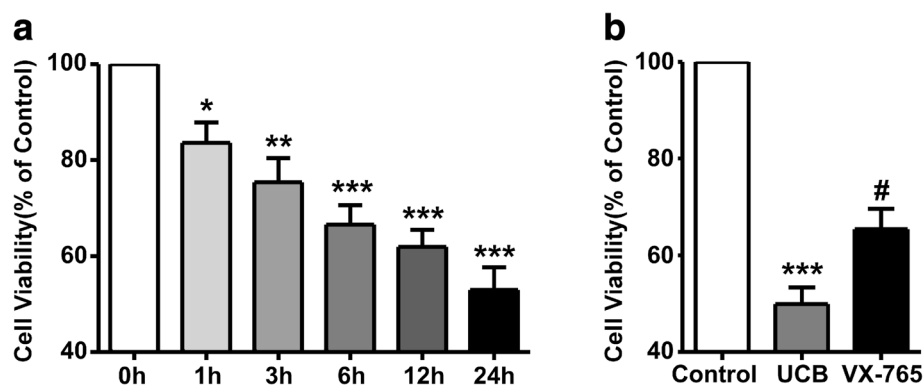 a
Cell Viability(% of Control)
100
80
60
40
*
**
***
***
***
0h 1h 3h 6h 12h 24h
b
Cell Viability(% of Control)
100
80
60
40
***
#
Control UCB VX-765